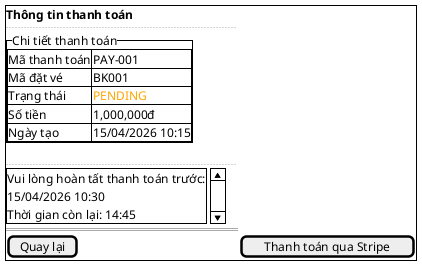 Thông tin thanh toán
Chi tiết thanh toán
Mã thanh toán PAY-001
Mã đặt vé BK001
Trạng thái PENDING
Số tiền 1,000,000đ
Ngày tạo 15/04/2026 10:15
Vui lòng hoàn tất thanh toán trước:
15/04/2026 10:30
Thời gian còn lại: 14:45
Quay lại Thanh toán qua Stripe